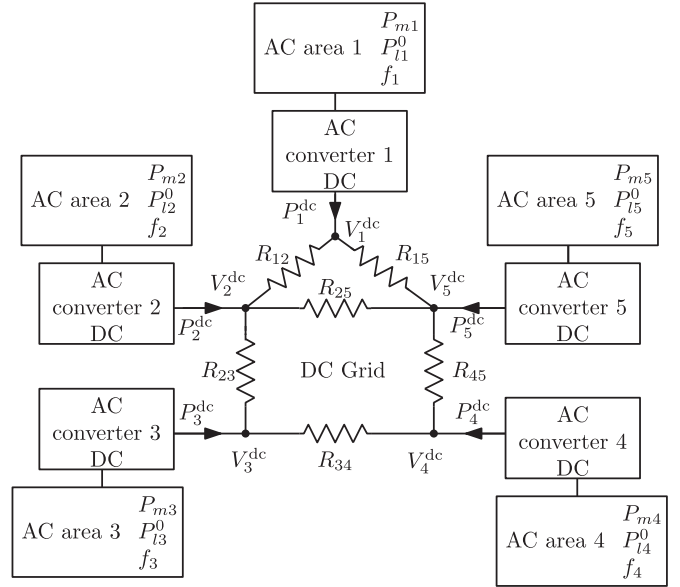 AC area 1
P_{m1}
P_{l1}^0
f_1
AC
converter 1
DC
P_1^{dc}
V_1^{dc}
AC area 2
P_{m2}
P_{l2}^0
f_2
AC area 5
P_{m5}
P_{l5}^0
f_5
R_{12}
R_{15}
AC
converter 2
DC
V_2^{dc}
R_{25}
V_5^{dc}
AC
converter 5
DC
P_2^{dc}
P_5^{dc}
R_{23}
DC Grid
R_{45}
AC
converter 3
DC
P_3^{dc}
P_4^{dc}
AC
converter 4
DC
V_3^{dc}
R_{34}
V_4^{dc}
AC area 3
P_{m3}
P_{l3}^0
f_3
AC area 4
P_{m4}
P_{l4}^0
f_4